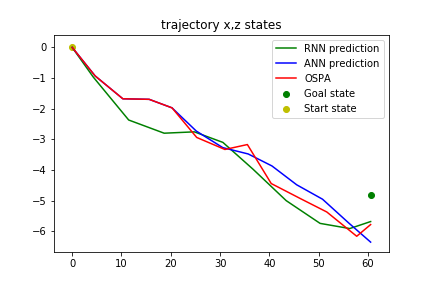 trajectory x,z states
RNN prediction
ANN prediction
OSPA
Goal state
Start state
0
−1
−2
−3
−4
−5
−6
0 10 20 30 40 50 60